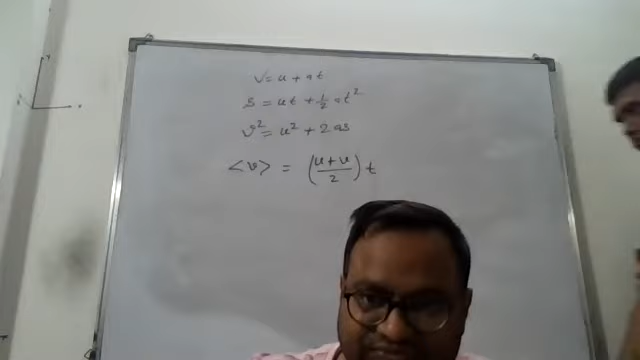 v = u + at
s = ut + 1/2 at²
v² = u² + 2as
<v> = (u+v/2) t